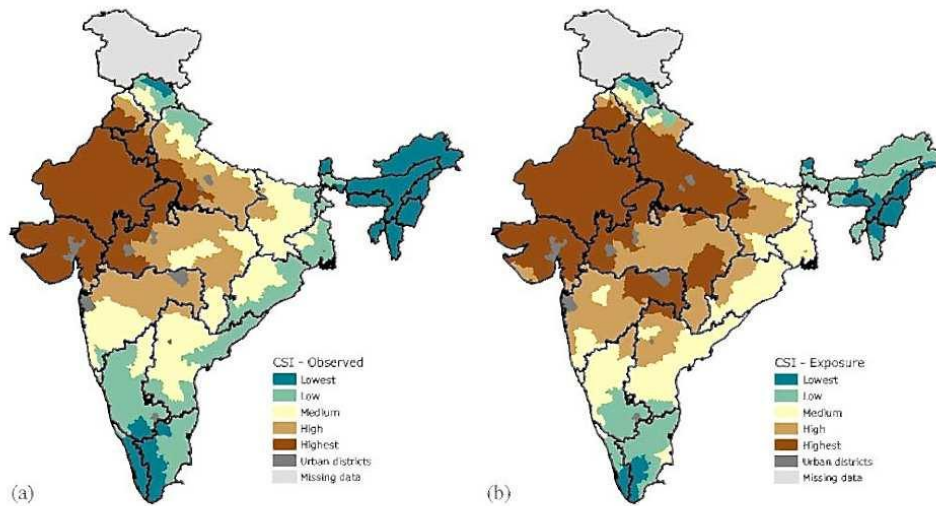 CSI - Observed
Lowest
Low
Medium
High
Highest
Urban districts
Missing data
(a)
CSI - Exposure
Lowest
Low
Medium
High
Highest
Urban districts
Missing data
(b)